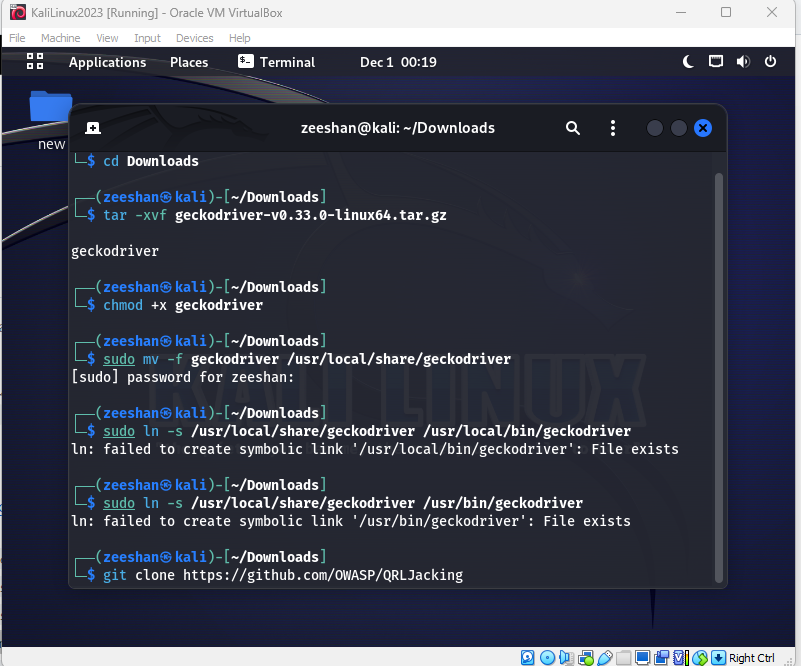 KaliLinux2023 [Running] - Oracle VM VirtualBox
File Machine View Input Devices Help
Applications Places Terminal Dec 1 00:19
new
zeeshan@kali: ~/Downloads
└─$ cd Downloads
┌──(zeeshan㉿kali)-[~/Downloads]
└─$ tar -xvf geckodriver-v0.33.0-linux64.tar.gz
geckodriver
┌──(zeeshan㉿kali)-[~/Downloads]
└─$ chmod +x geckodriver
┌──(zeeshan㉿kali)-[~/Downloads]
└─$ sudo mv -f geckodriver /usr/local/share/geckodriver
[sudo] password for zeeshan:
┌──(zeeshan㉿kali)-[~/Downloads]
└─$ sudo ln -s /usr/local/share/geckodriver /usr/local/bin/geckodriver
ln: failed to create symbolic link '/usr/local/bin/geckodriver': File exists
┌──(zeeshan㉿kali)-[~/Downloads]
└─$ sudo ln -s /usr/local/share/geckodriver /usr/bin/geckodriver
ln: failed to create symbolic link '/usr/bin/geckodriver': File exists
┌──(zeeshan㉿kali)-[~/Downloads]
└─$ git clone https://github.com/OWASP/QRLJacking
KALI LINUX
Right Ctrl